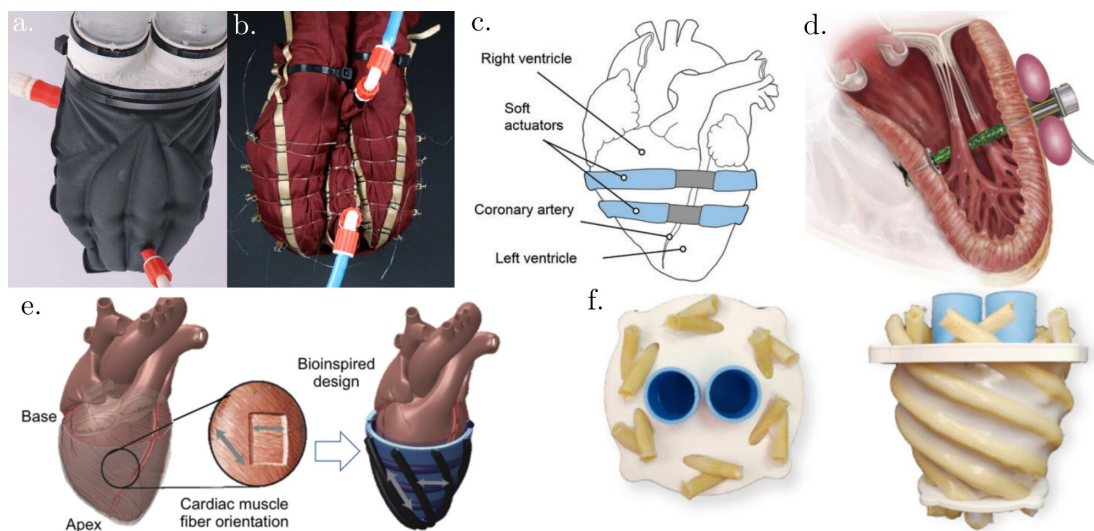 a.
b.
c.
Right ventricle
Soft
actuators
Coronary artery
Left ventricle
d.
e.
Base
Apex
Cardiac muscle
fiber orientation
Bioinspired
design
f.